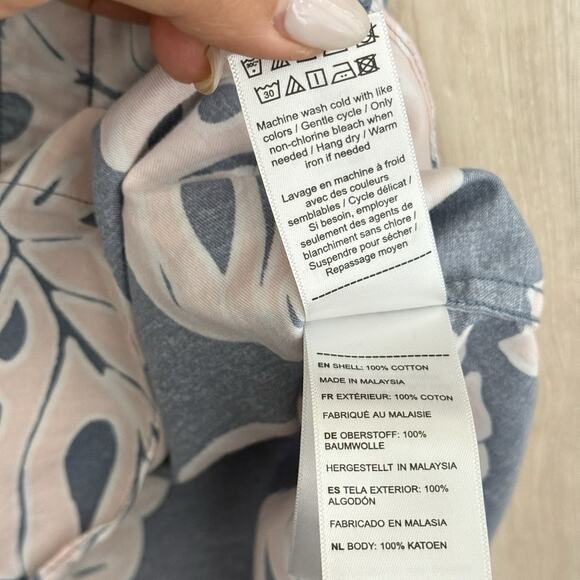 30
Machine wash cold with like
colors / Gentle cycle / Only
non-chlorine bleach when
needed / Hang dry / Warm
iron if needed
Lavage en machine à froid
avec des couleurs
semblables / Cycle délicat /
Si besoin, employer
seulement des agents de
blanchiment sans chlore /
Suspendre pour sécher /
Repassage moyen
EN SHELL: 100% COTTON
MADE IN MALAYSIA
FR EXTÉRIEUR: 100% COTON
FABRIQUÉ AU MALAISIE
DE OBERSTOFF: 100%
BAUMWOLLE
HERGESTELLT IN MALAYSIA
ES TELA EXTERIOR: 100%
ALGODÓN
FABRICADO EN MALASIA
NL BODY: 100% KATOEN